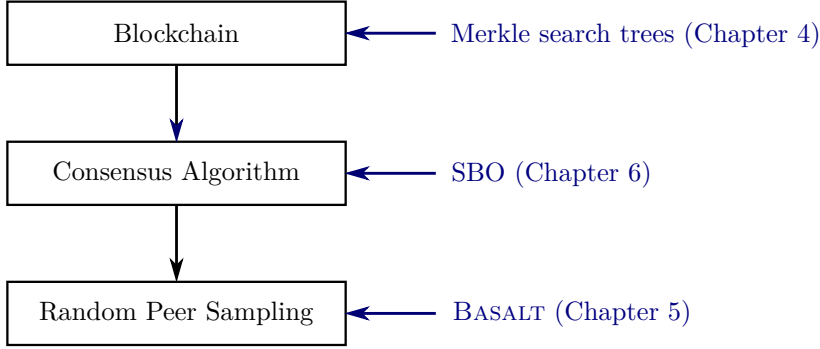 Blockchain
Merkle search trees (Chapter 4)
Consensus Algorithm
SBO (Chapter 6)
Random Peer Sampling
BASALT (Chapter 5)